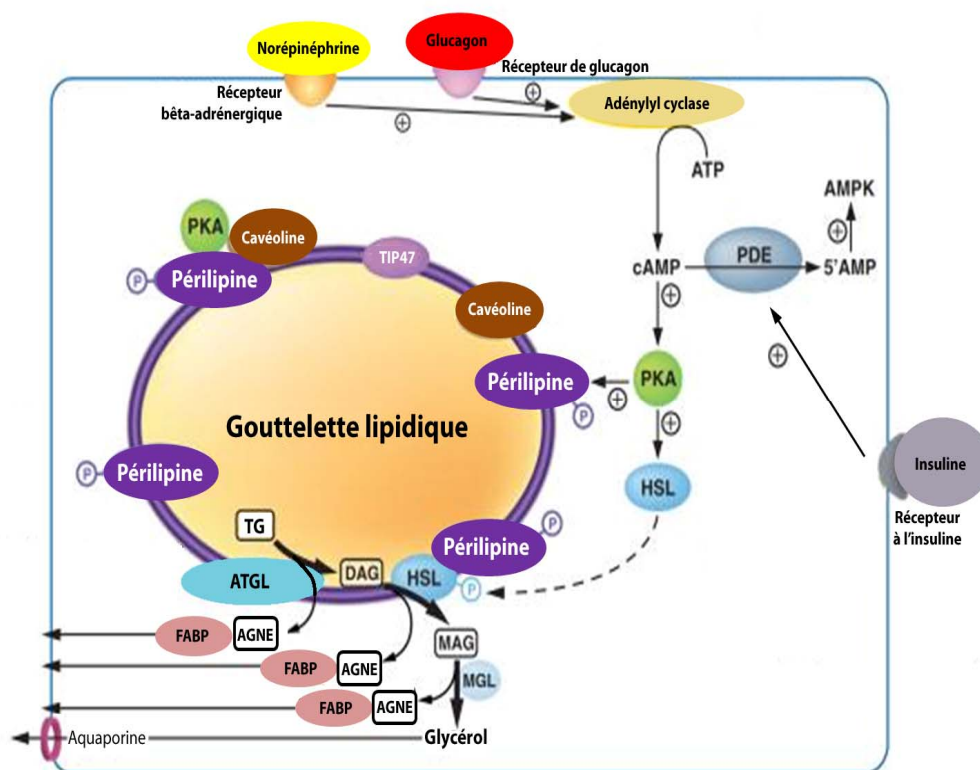 Norépinéphrine
Glucagon
Récepteur de glucagon
Récepteur
bêta-adrénergique
+
+
Adénylyl cyclase
ATP
AMPK
+
cAMP
PDE
5'AMP
+
+
PKA
Cavéoline
TIP47
P
Périlipine
Cavéoline
Périlipine
+
PKA
P
+
Gouttelette lipidique
Insuline
P
Périlipine
HSL
Récepteur
à l'insuline
TG
P
Périlipine
ATGL
DAG
HSL
P
FABP
AGNE
MAG
FABP
AGNE
MGL
FABP
AGNE
Aquaporine
Glycérol